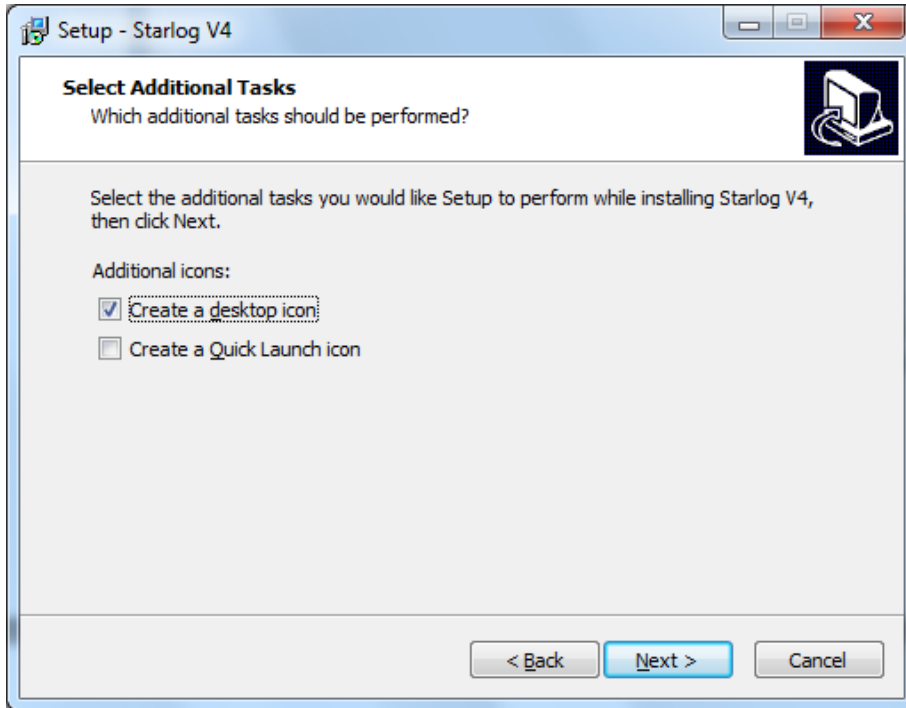 Setup - Starlog V4
Select Additional Tasks
Which additional tasks should be performed?
Select the additional tasks you would like Setup to perform while installing Starlog V4,
then click Next.
Additional icons:
Create a desktop icon
Create a Quick Launch icon
< Back Next > Cancel